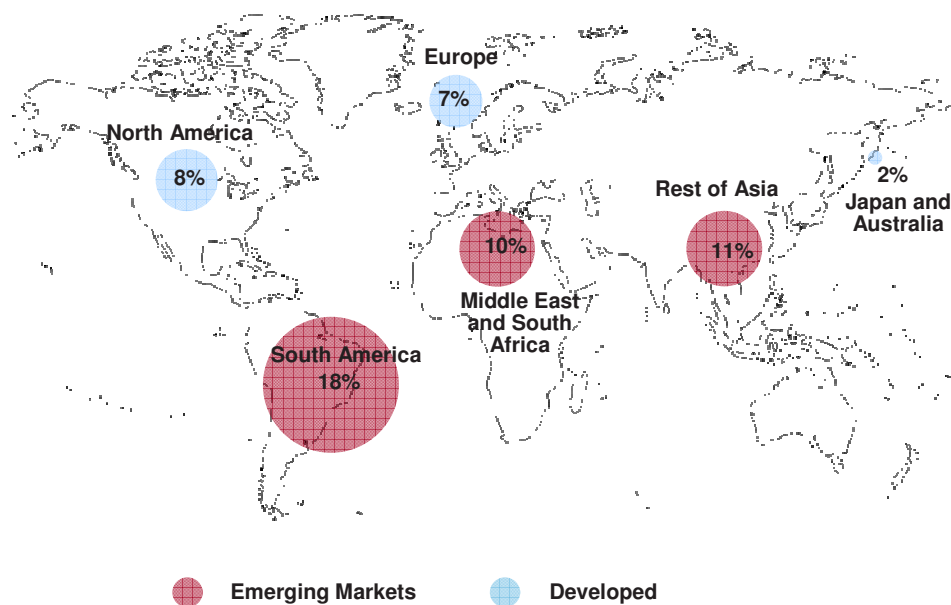 Europe
7%
North America
8%
2%
Japan and
Australia
Rest of Asia
11%
10%
Middle East
and South
Africa
South America
18%
Emerging Markets
Developed